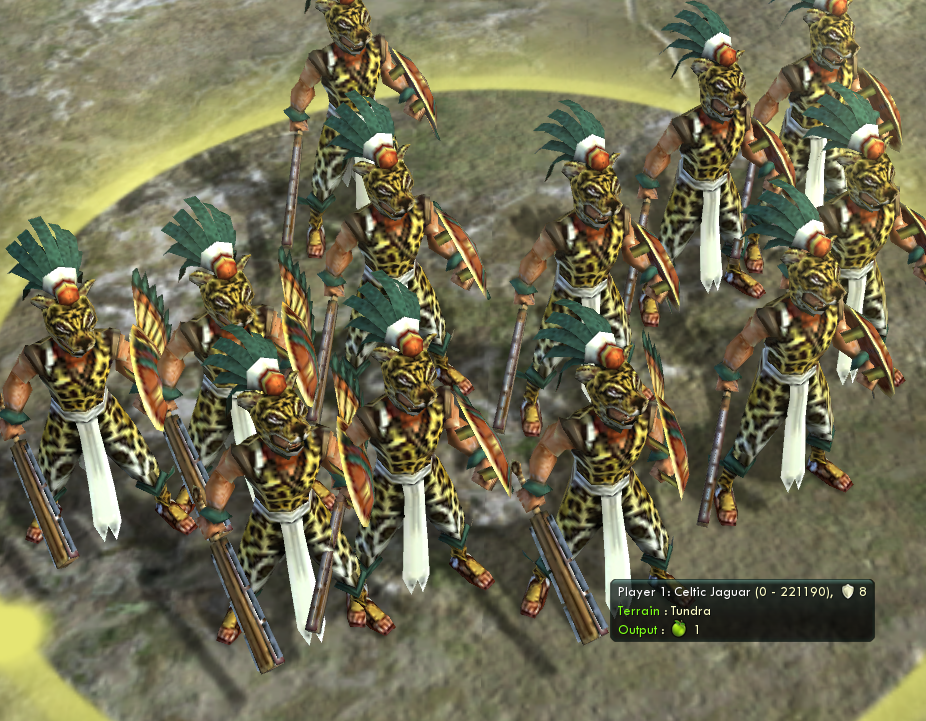 Player 1: Celtic Jaguar (0 - 221190), 8
Terrain : Tundra
Output : 1